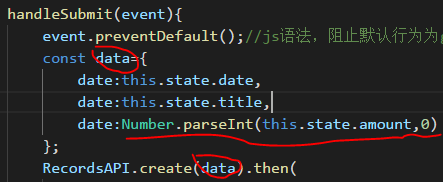 handleSubmit(event){
event.preventDefault();//js语法，阻止默认行为为
const data={
date:this.state.date,
date:this.state.title,
date:Number.parseInt(this.state.amount,0)
};
RecordsAPI.create(data).then(